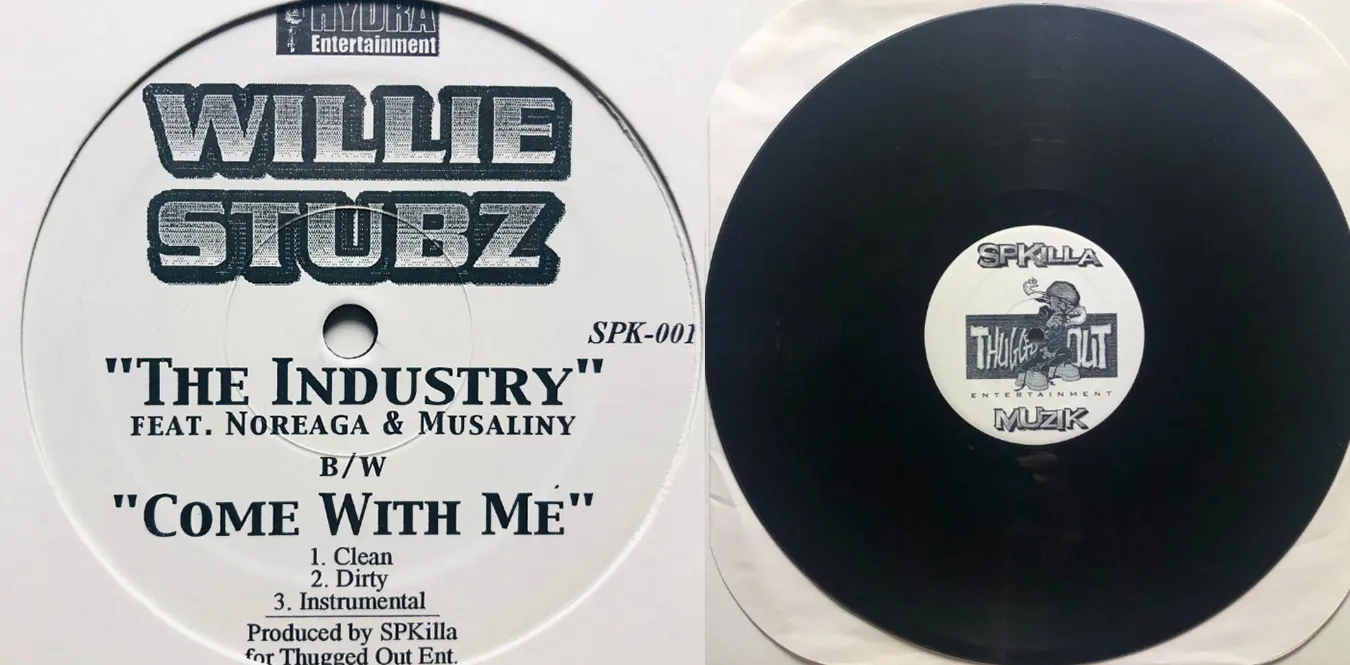 HYDRA
Entertainment
WILLIE
STUBZ
SPK-001
"THE INDUSTRY"
FEAT. NOREAGA & MUSALINY
B/W
"COME WITH ME"
1. Clean
2. Dirty
3. Instrumental
Produced by SPKilla
for Thugged Out Ent.
SPKILLA
THUGGED OUT
ENTERTAINMENT
MUZIK